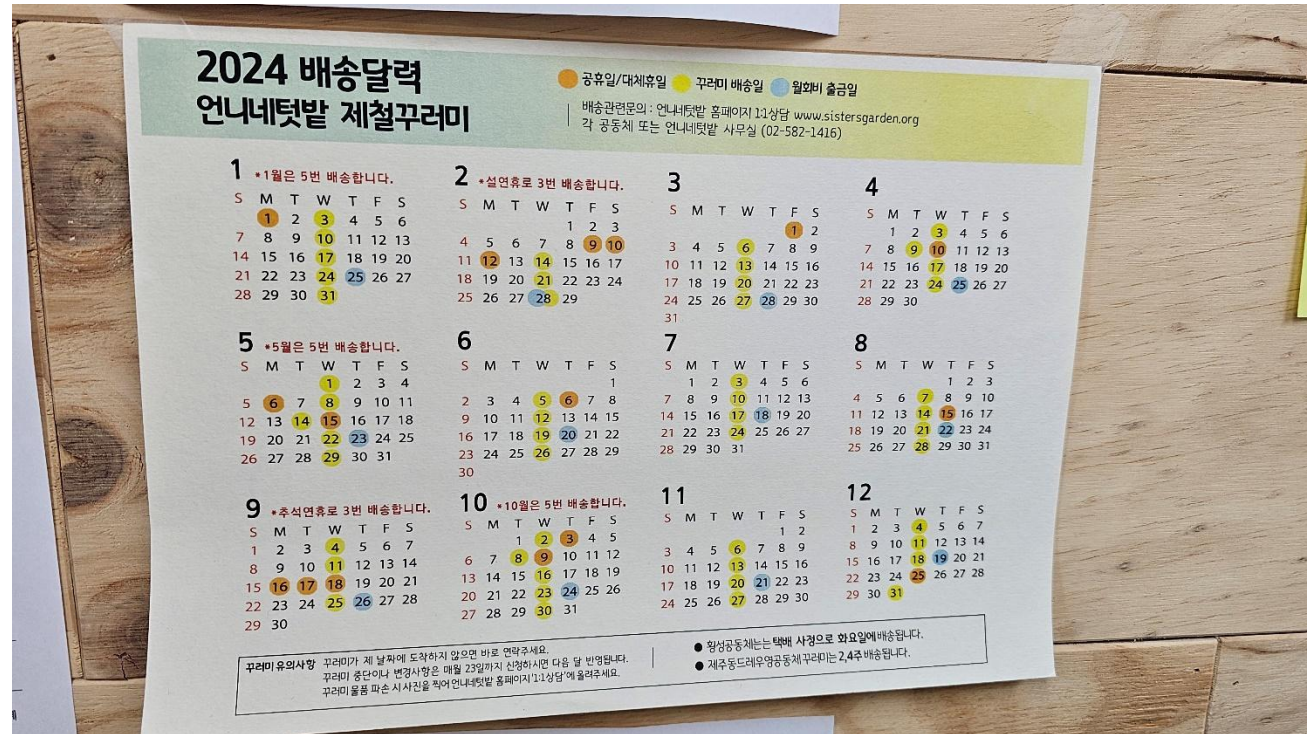 2024 배송달력
언니네텃밭 제철꾸러미
공휴일/대체휴일 꾸러미 배송일 월회비 출금일
배송관련문의 : 언니네텃밭 홈페이지 1:1상담 www.sistersgarden.org
각 공동체 또는 언니네텃밭 사무실 (02-582-1416)
1 *1월은 5번 배송합니다.
S M T W T F S
1 2 3 4 5 6
7 8 9 10 11 12 13
14 15 16 17 18 19 20
21 22 23 24 25 26 27
28 29 30 31
2 *설연휴로 3번 배송합니다.
S M T W T F S
1 2 3
4 5 6 7 8 9 10
11 12 13 14 15 16 17
18 19 20 21 22 23 24
25 26 27 28 29
3
S M T W T F S
1 2
3 4 5 6 7 8 9
10 11 12 13 14 15 16
17 18 19 20 21 22 23
24 25 26 27 28 29 30
31
4
S M T W T F S
1 2 3 4 5 6
7 8 9 10 11 12 13
14 15 16 17 18 19 20
21 22 23 24 25 26 27
28 29 30
5 *5월은 5번 배송합니다.
S M T W T F S
1 2 3 4
5 6 7 8 9 10 11
12 13 14 15 16 17 18
19 20 21 22 23 24 25
26 27 28 29 30 31
6
S M T W T F S
1
2 3 4 5 6 7 8
9 10 11 12 13 14 15
16 17 18 19 20 21 22
23 24 25 26 27 28 29
30
7
S M T W T F S
1 2 3 4 5 6
7 8 9 10 11 12 13
14 15 16 17 18 19 20
21 22 23 24 25 26 27
28 29 30 31
8
S M T W T F S
1 2 3
4 5 6 7 8 9 10
11 12 13 14 15 16 17
18 19 20 21 22 23 24
25 26 27 28 29 30 31
9 *추석연휴로 3번 배송합니다.
S M T W T F S
1 2 3 4 5 6 7
8 9 10 11 12 13 14
15 16 17 18 19 20 21
22 23 24 25 26 27 28
29 30
10 *10월은 5번 배송합니다.
S M T W T F S
1 2 3 4 5
6 7 8 9 10 11 12
13 14 15 16 17 18 19
20 21 22 23 24 25 26
27 28 29 30 31
11
S M T W T F S
1 2
3 4 5 6 7 8 9
10 11 12 13 14 15 16
17 18 19 20 21 22 23
24 25 26 27 28 29 30
12
S M T W T F S
1 2 3 4 5 6 7
8 9 10 11 12 13 14
15 16 17 18 19 20 21
22 23 24 25 26 27 28
29 30 31
꾸러미 유의사항 꾸러미가 제 날짜에 도착하지 않으면 바로 연락주세요.
꾸러미 중단이나 변경사항은 매월 23일까지 신청하시면 다음 달 반영됩니다.
꾸러미 물품 파손 시 사진을 찍어 언니네텃밭 홈페이지 '1:1상담'에 올려주세요.
● 횡성공동체는는 택배 사정으로 화요일에 배송됩니다.
● 제주동드레우영공동체 꾸러미는 2,4주 배송됩니다.